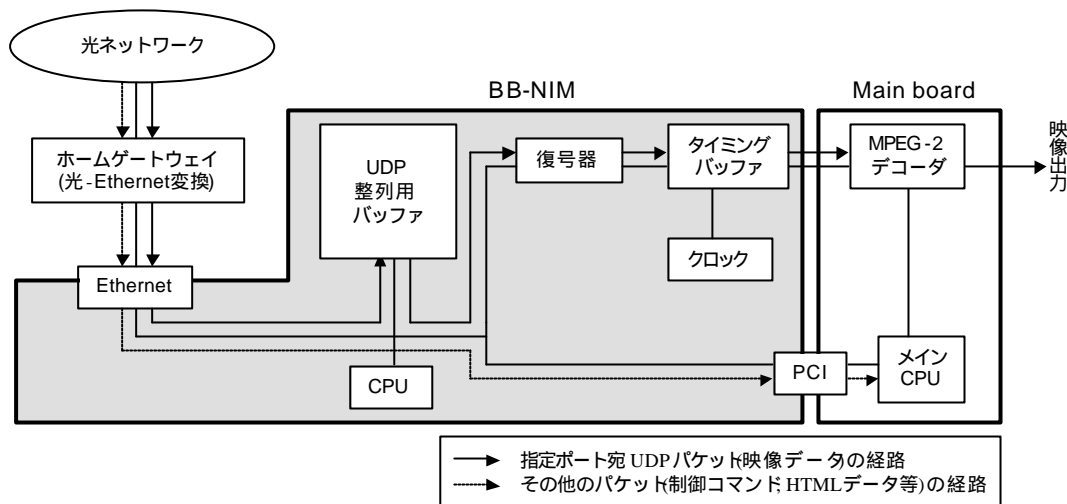 光ネットワーク
BB-NIM
Main board
ホームゲートウェイ
(光-Ethernet変換)
UDP
整列用
バッファ
復号器
タイミング
バッファ
MPEG-2
デコーダ
映像出力
クロック
Ethernet
CPU
PCI
メイン
CPU
指定ポート宛 UDPパケット(映像データ)の経路
その他のパケット(制御コマンド, HTMLデータ等)の経路